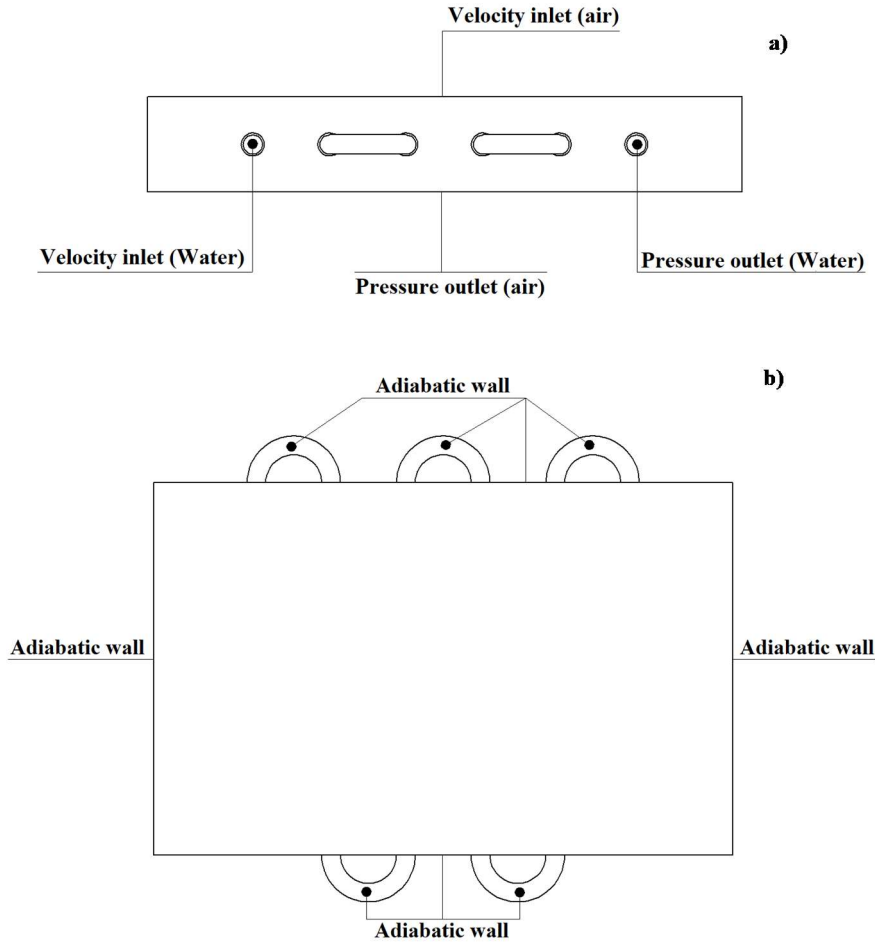 Velocity inlet (air)
a)
Velocity inlet (Water)
Pressure outlet (Water)
Pressure outlet (air)
b)
Adiabatic wall
Adiabatic wall
Adiabatic wall
Adiabatic wall